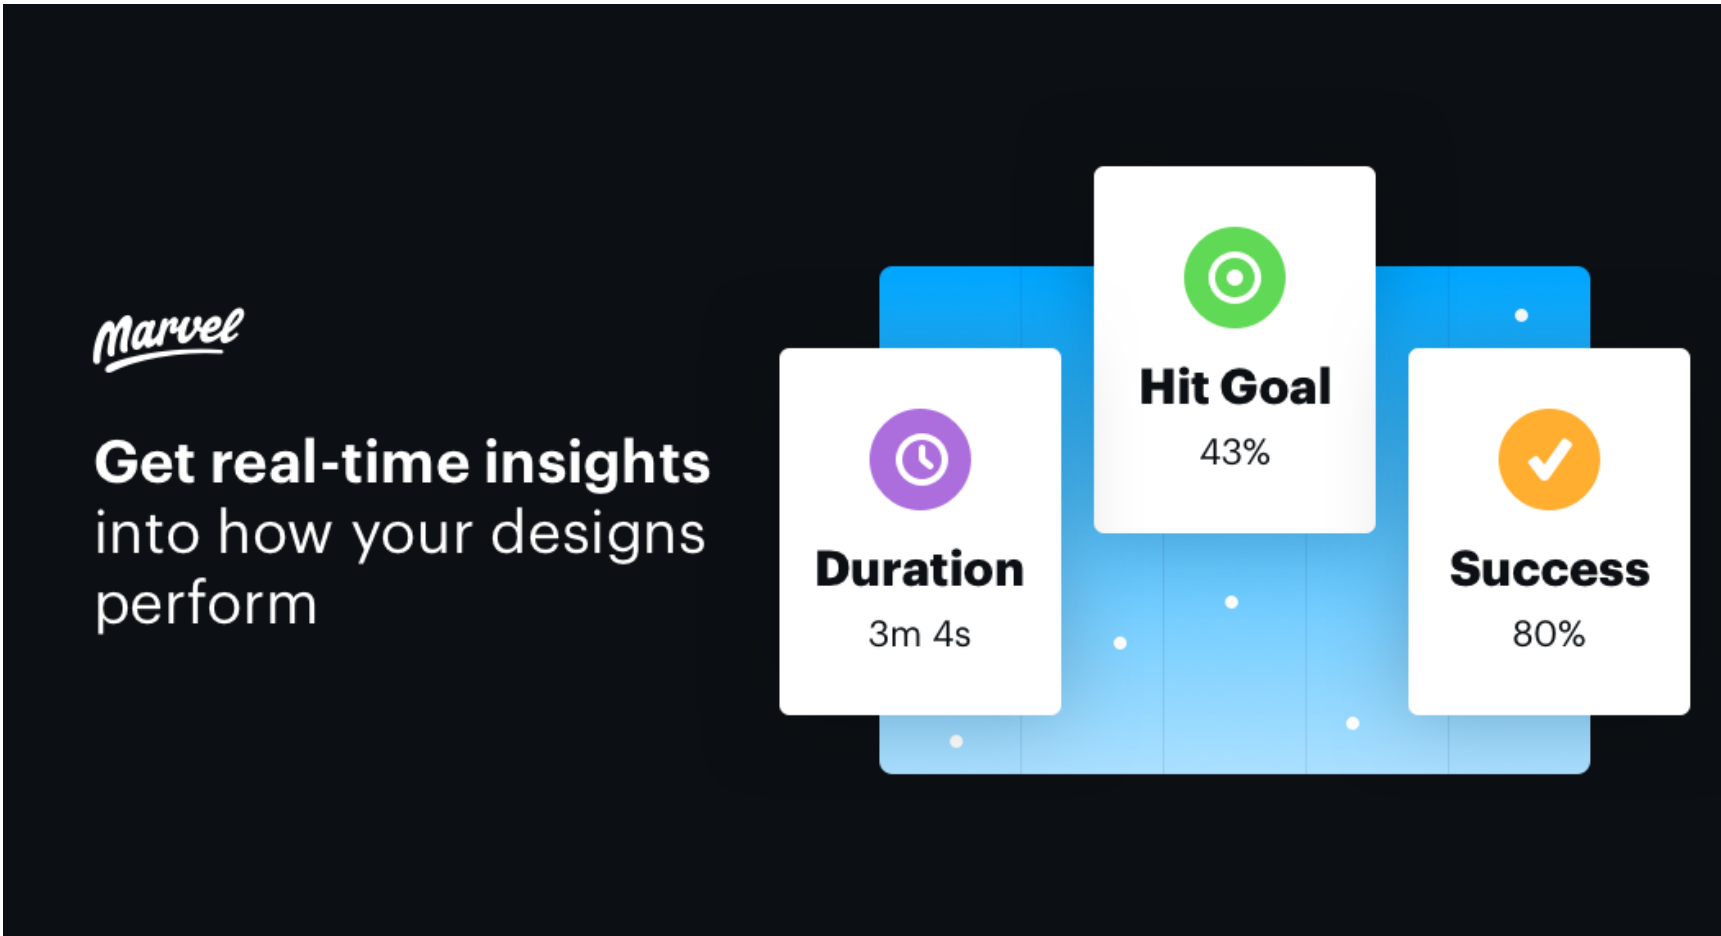 Marvel
Get real-time insights
into how your designs
perform
Duration
3m 4s
Hit Goal
43%
Success
80%